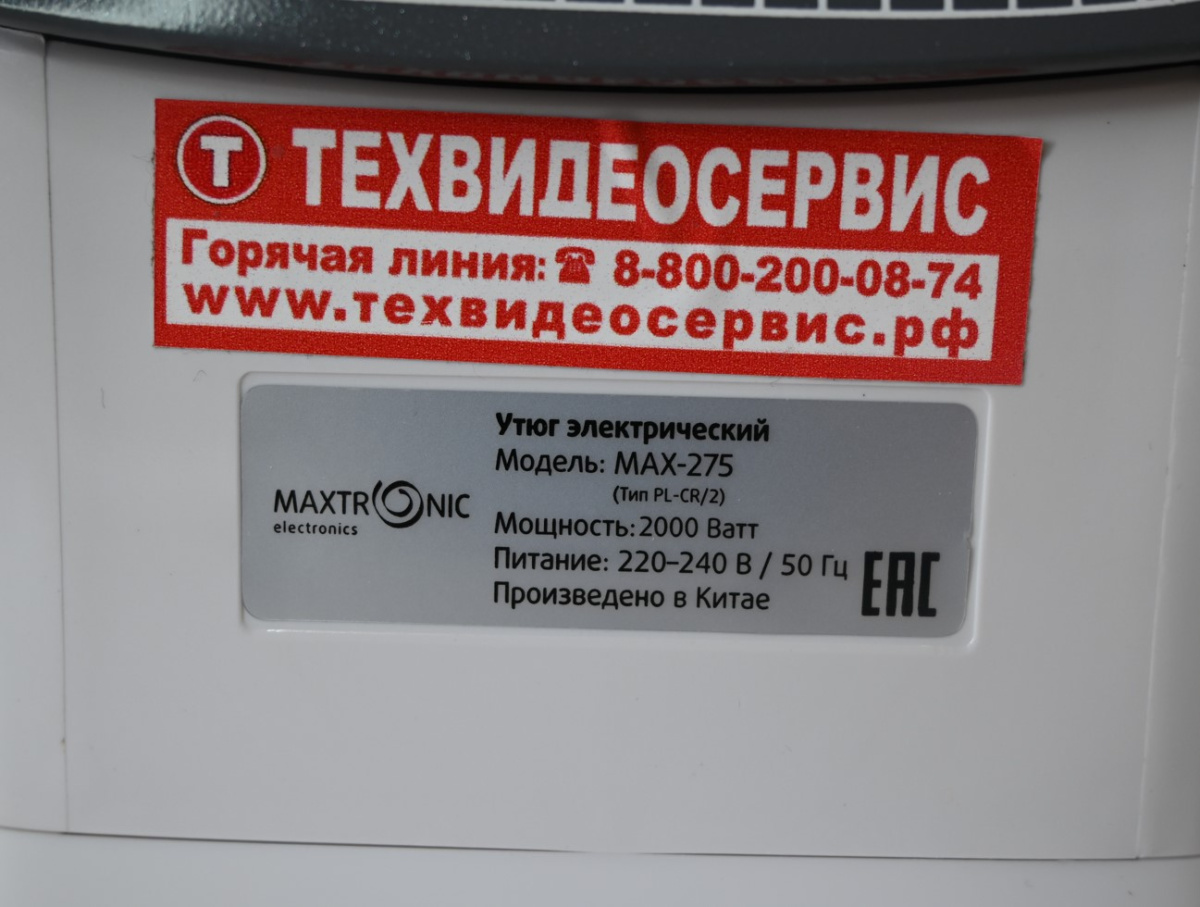 Т ТЕХВИДЕОСЕРВИС
Горячая линия: ☎ 8-800-200-08-74
www.техвидеосервис.рф
MAXTRONIC
electronics
Утюг электрический
Модель: MAX-275
(Тип PL-CR/2)
Мощность: 2000 Ватт
Питание: 220–240 В / 50 Гц
Произведено в Китае
EAC